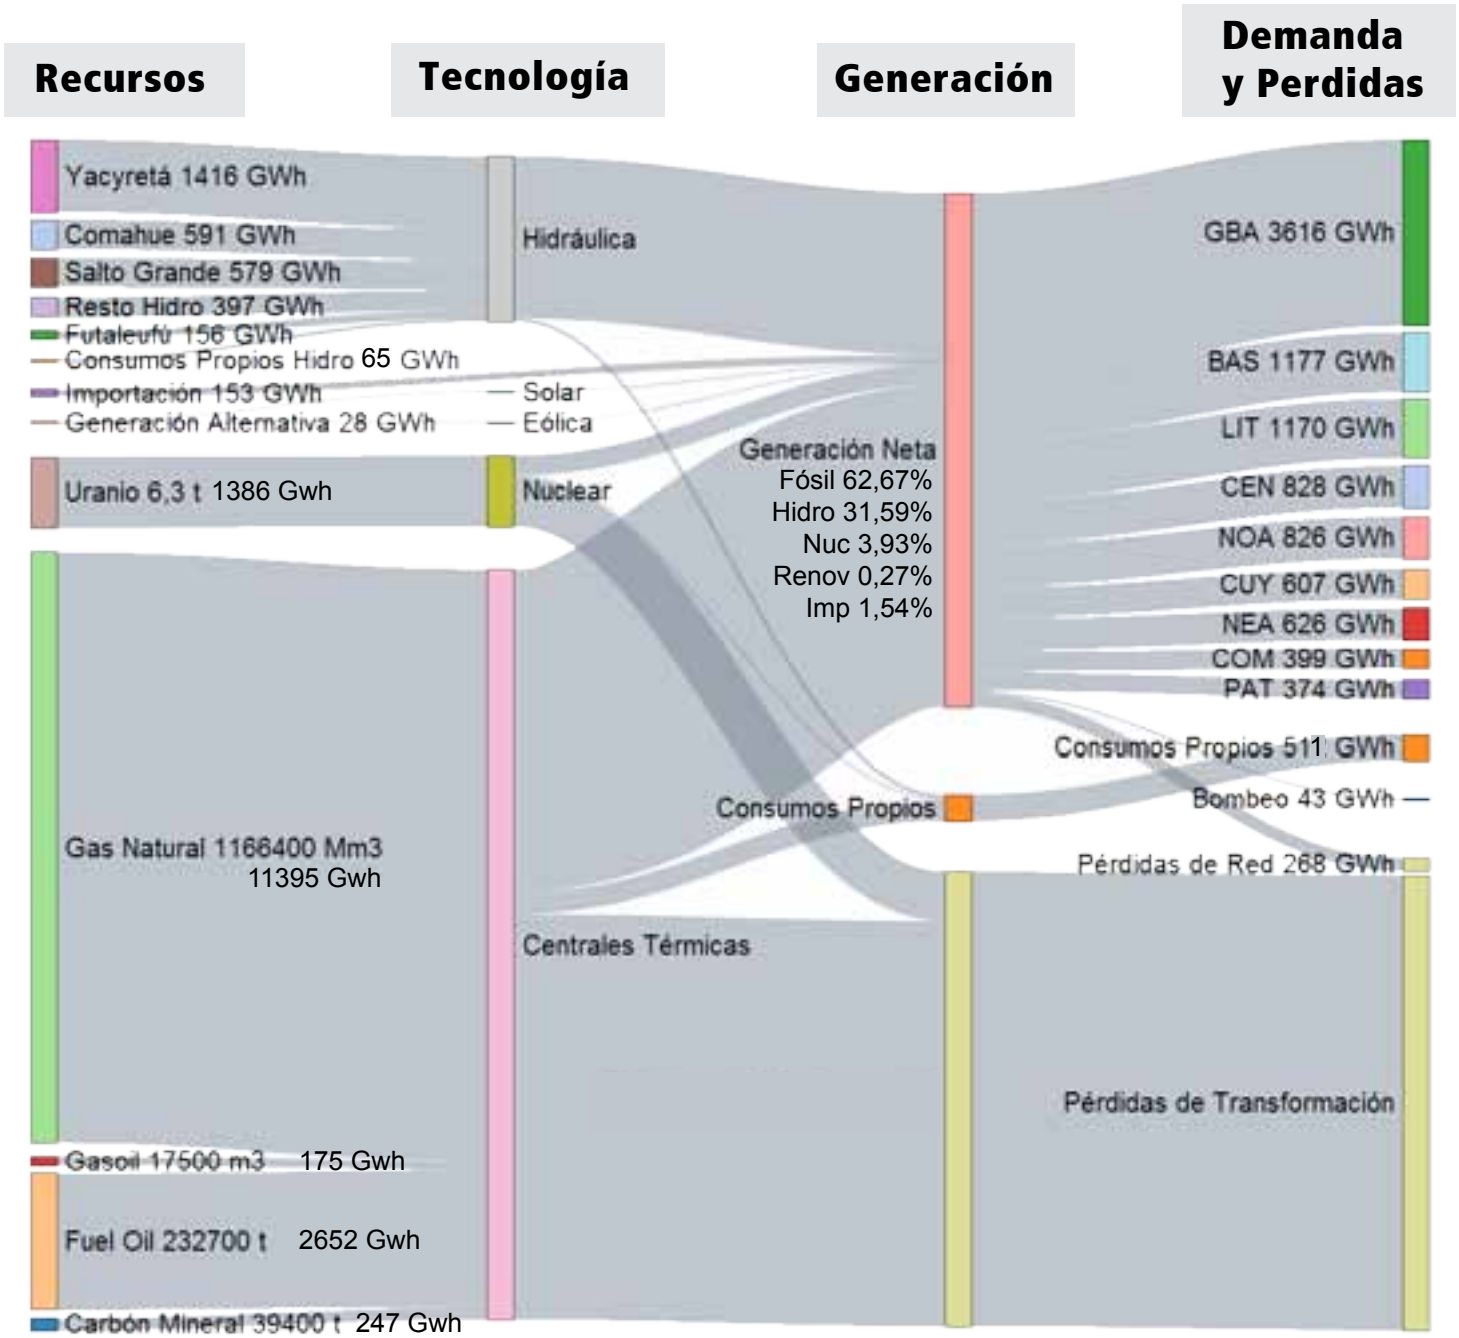 Recursos
Tecnología
Generación
Demanda
y Perdidas
Yacyretá 1416 GWh
Comahue 591 GWh
Salto Grande 579 GWh
Resto Hidro 397 GWh
Futaleufú 156 GWh
Consumos Propios Hidro 65 GWh
Importación 153 GWh
Generación Alternativa 28 GWh
Uranio 6,3 t 1386 Gwh
Gas Natural 1166400 Mm3
11395 Gwh
Gasoil 17500 m3 175 Gwh
Fuel Oil 232700 t 2652 Gwh
Carbón Mineral 39400 t 247 Gwh
Hidráulica
Solar
Eólica
Nuclear
Centrales Térmicas
Generación Neta
Fósil 62,67%
Hidro 31,59%
Nuc 3,93%
Renov 0,27%
Imp 1,54%
Consumos Propios
GBA 3616 GWh
BAS 1177 GWh
LIT 1170 GWh
CEN 828 GWh
NOA 826 GWh
CUY 607 GWh
NEA 626 GWh
COM 399 GWh
PAT 374 GWh
Consumos Propios 511 GWh
Bombeo 43 GWh
Pérdidas de Red 268 GWh
Pérdidas de Transformación